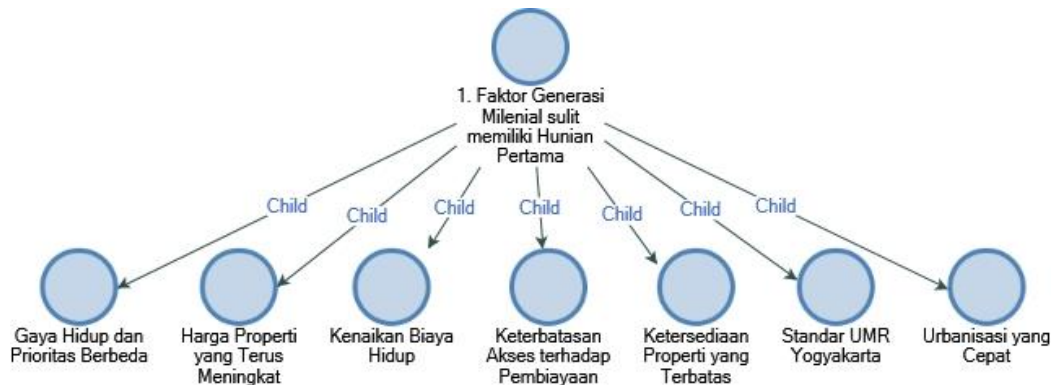 1. Faktor Generasi
Milenial sulit
memiliki Hunian
Pertama
Child
Child
Child
Child
Child
Child
Child
Gaya Hidup dan
Prioritas Berbeda
Harga Properti
yang Terus
Meningkat
Kenaikan Biaya
Hidup
Keterbatasan
Akses terhadap
Pembiayaan
Ketersediaan
Properti yang
Terbatas
Standar UMR
Yogyakarta
Urbanisasi yang
Cepat